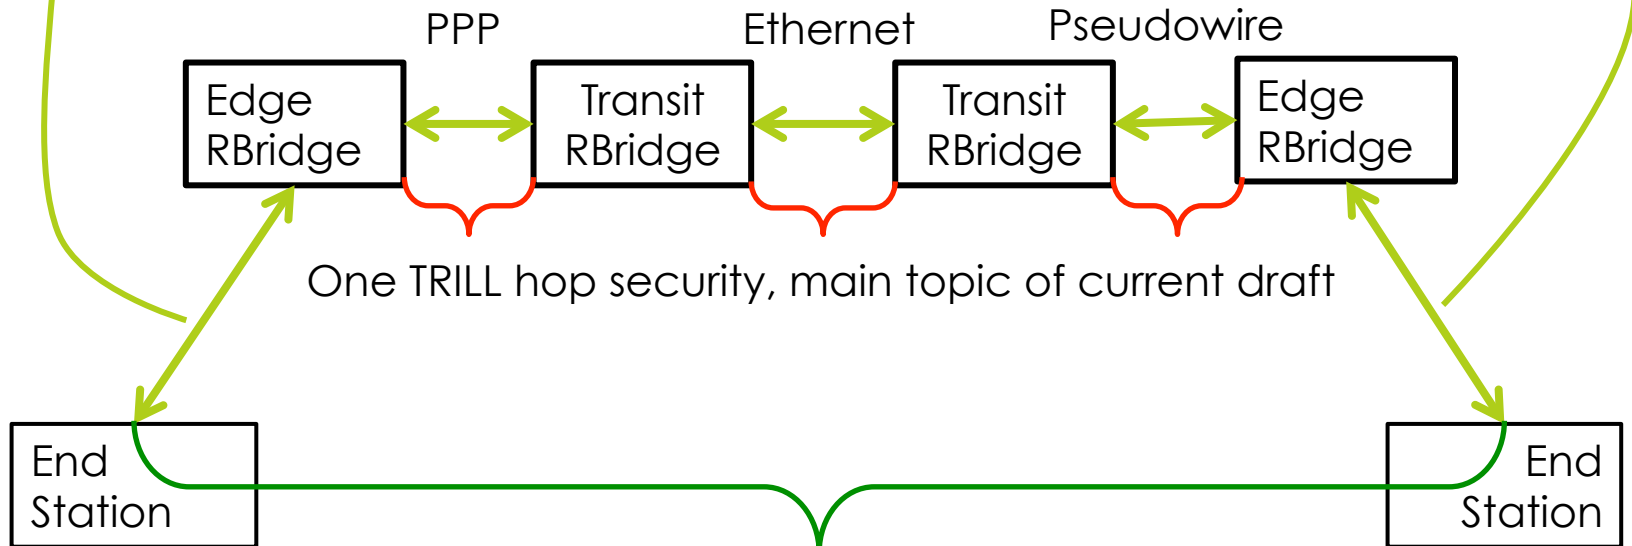 PPP
Ethernet
Pseudowire
Edge
RBridge
Transit
RBridge
Transit
RBridge
Edge
RBridge
One TRILL hop security, main topic of current draft
End
Station
End
Station